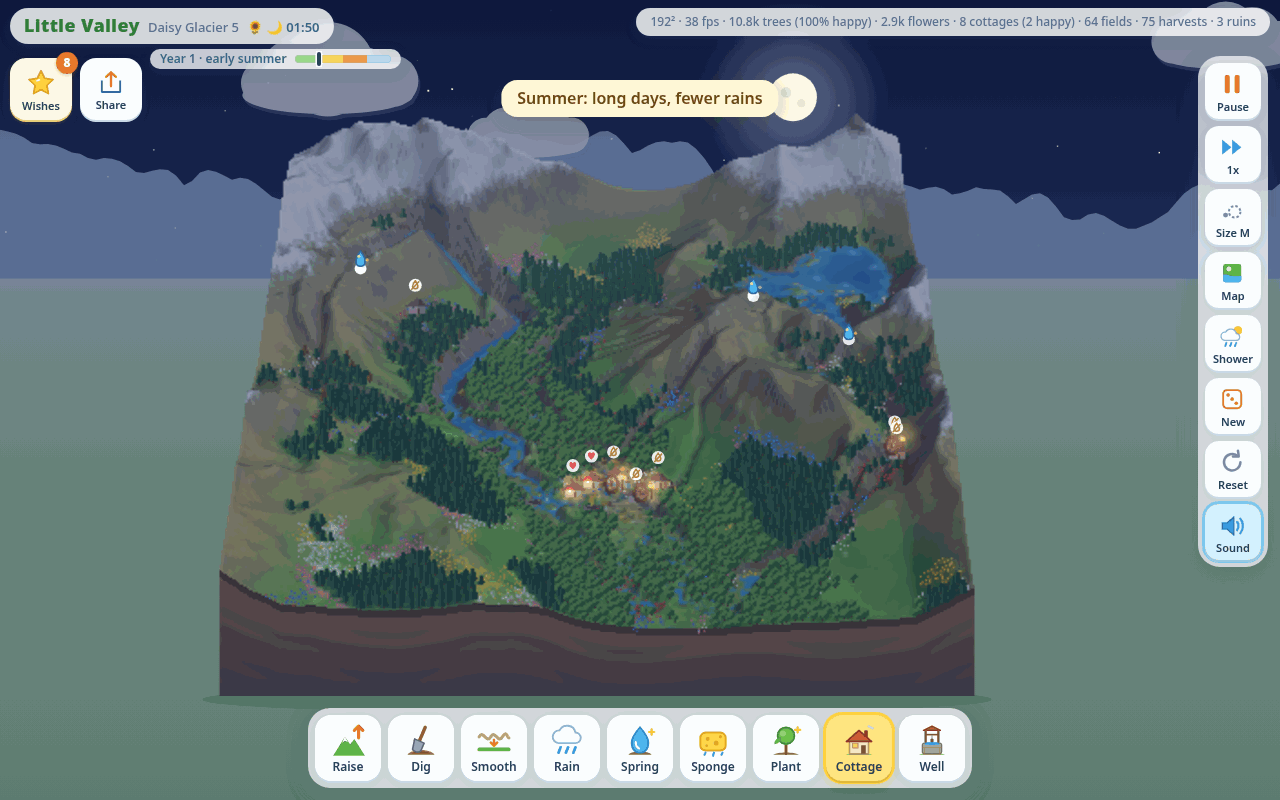 Little Valley Daisy Glacier 5 01:50
192² · 38 fps · 10.8k trees (100% happy) · 2.9k flowers · 8 cottages (2 happy) · 64 fields · 75 harvests · 3 ruins
Year 1 · early summer
8
Wishes
Share
Summer: long days, fewer rains
Pause
1x
Size M
Map
Shower
New
Reset
Sound
Raise
Dig
Smooth
Rain
Spring
Sponge
Plant
Cottage
Well